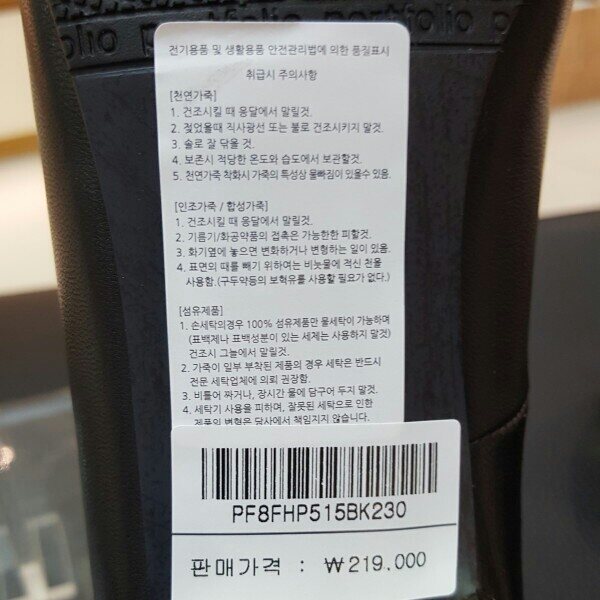 portfolio portfolio
전기용품 및 생활용품 안전관리법에 의한 품질표시
취급시 주의사항
[천연가죽]
1. 건조시킬 때 응달에서 말릴것.
2. 젖었을때 직사광선 또는 불로 건조시키지 말것.
3. 솔로 잘 닦을 것.
4. 보존시 적당한 온도와 습도에서 보관할것.
5. 천연가죽 착화시 가죽의 특성상 물빠짐이 있을수 있음.
[인조가죽 / 합성가죽]
1. 건조시킬 때 응달에서 말릴것.
2. 기름기/화공약품의 접촉은 가능한한 피할것.
3. 화기옆에 놓으면 변화하거나 변형하는 일이 있음.
4. 표면의 때를 빼기 위하여는 비눗물에 적신 천을
사용함.(구두약등의 보혁유를 사용할 필요가 없다.)
[섬유제품]
1. 손세탁의경우 100% 섬유제품만 물세탁이 가능하며
(표백제나 표백성분이 있는 세제는 사용하지 말것)
건조시 그늘에서 말릴것.
2. 가죽이 일부 부착된 제품의 경우 세탁은 반드시
전문 세탁업체에 의뢰 권장함.
3. 비틀어 짜거나, 장시간 물에 담구어 두지 말것.
4. 세탁기 사용을 피하며, 잘못된 세탁으로 인한
제품의 변형은 당사에서 책임지지 않습니다.
PF8FHP515BK230
판매가격 : ₩219.000